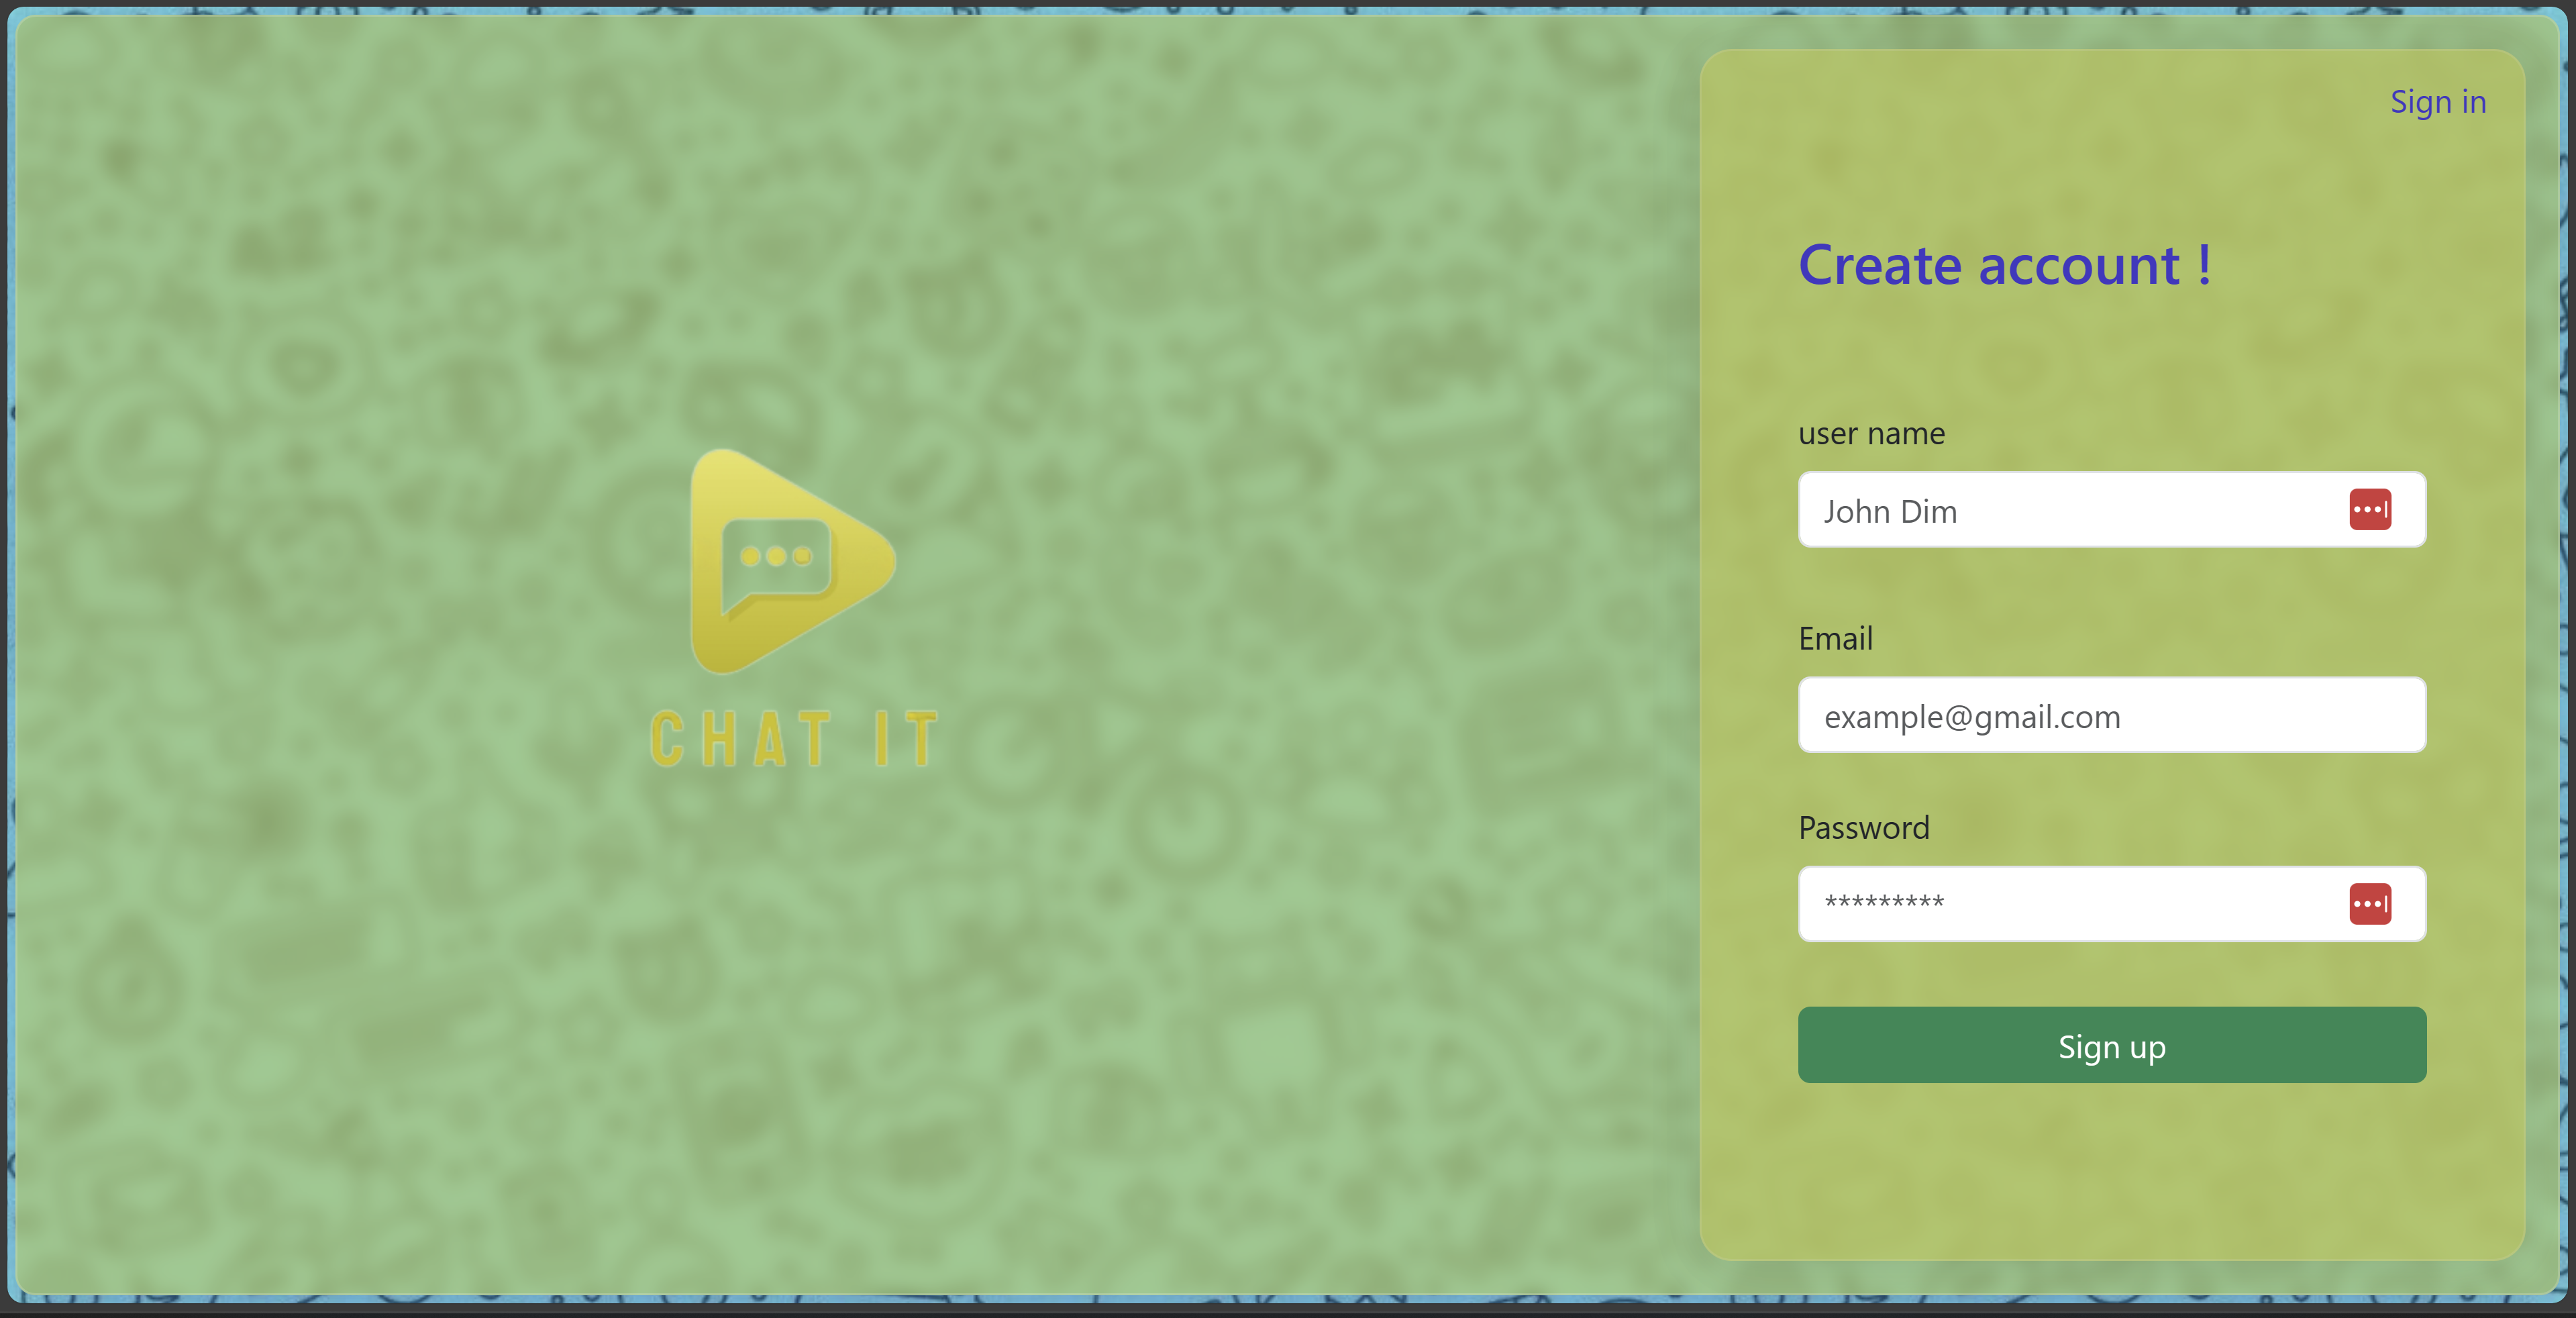 CHAT IT
Sign in
Create account !
user name
John Dim
Email
example@gmail.com
Password
*********
Sign up